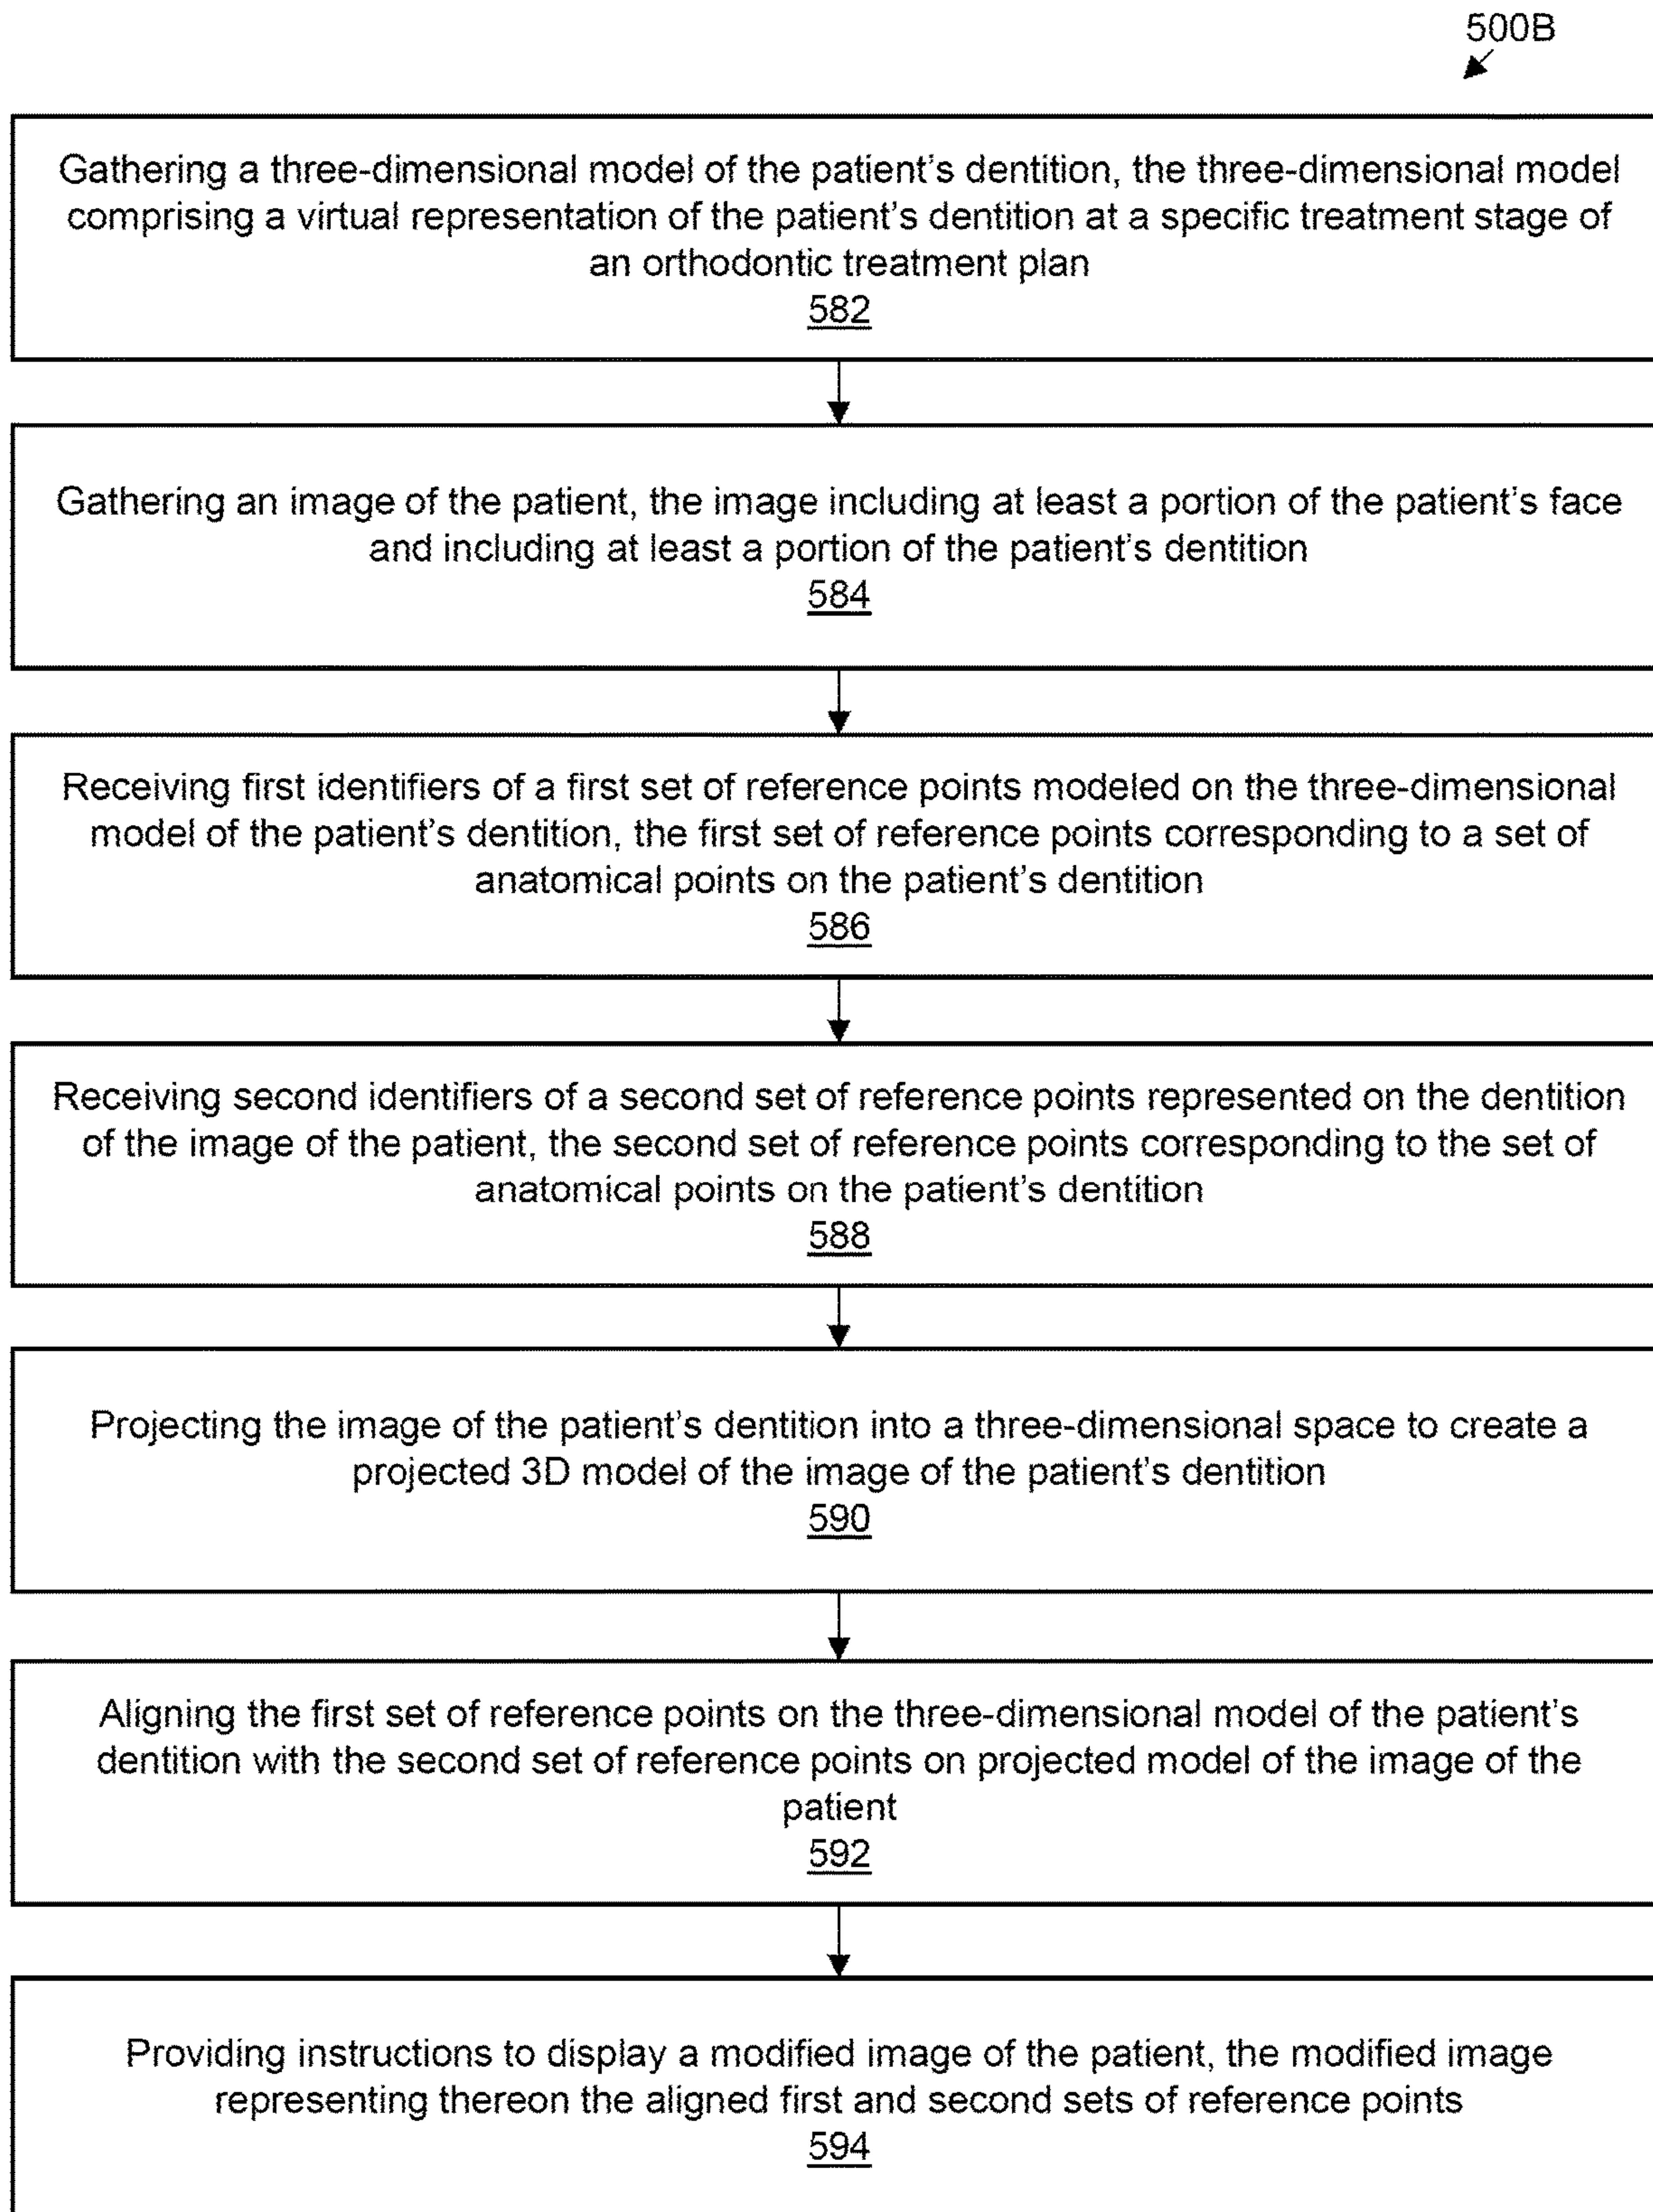 500B
Gathering a three-dimensional model of the patient's dentition, the three-dimensional model
comprising a virtual representation of the patient's dentition at a specific treatment stage of
an orthodontic treatment plan
582
Gathering an image of the patient, the image including at least a portion of the patient's face
and including at least a portion of the patient's dentition
584
Receiving first identifiers of a first set of reference points modeled on the three-dimensional
model of the patient's dentition, the first set of reference points corresponding to a set of
anatomical points on the patient's dentition
586
Receiving second identifiers of a second set of reference points represented on the dentition
of the image of the patient, the second set of reference points corresponding to the set of
anatomical points on the patient's dentition
588
Projecting the image of the patient's dentition into a three-dimensional space to create a
projected 3D model of the image of the patient's dentition
590
Aligning the first set of reference points on the three-dimensional model of the patient's
dentition with the second set of reference points on projected model of the image of the
patient
592
Providing instructions to display a modified image of the patient, the modified image
representing thereon the aligned first and second sets of reference points
594